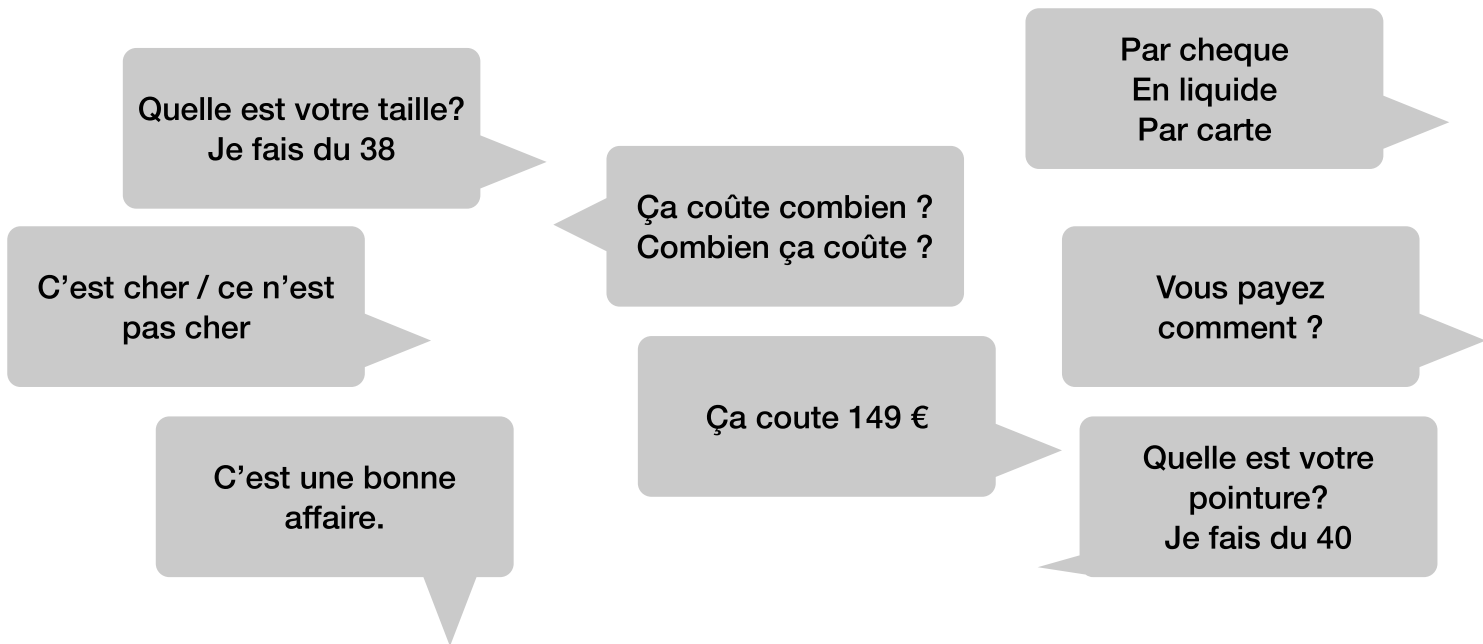 Quelle est votre taille?
Je fais du 38
Par cheque
En liquide
Par carte
Ça coûte combien ?
Combien ça coûte ?
C’est cher / ce n’est
pas cher
Vous payez
comment ?
Ça coute 149 €
C’est une bonne
affaire.
Quelle est votre
pointure?
Je fais du 40